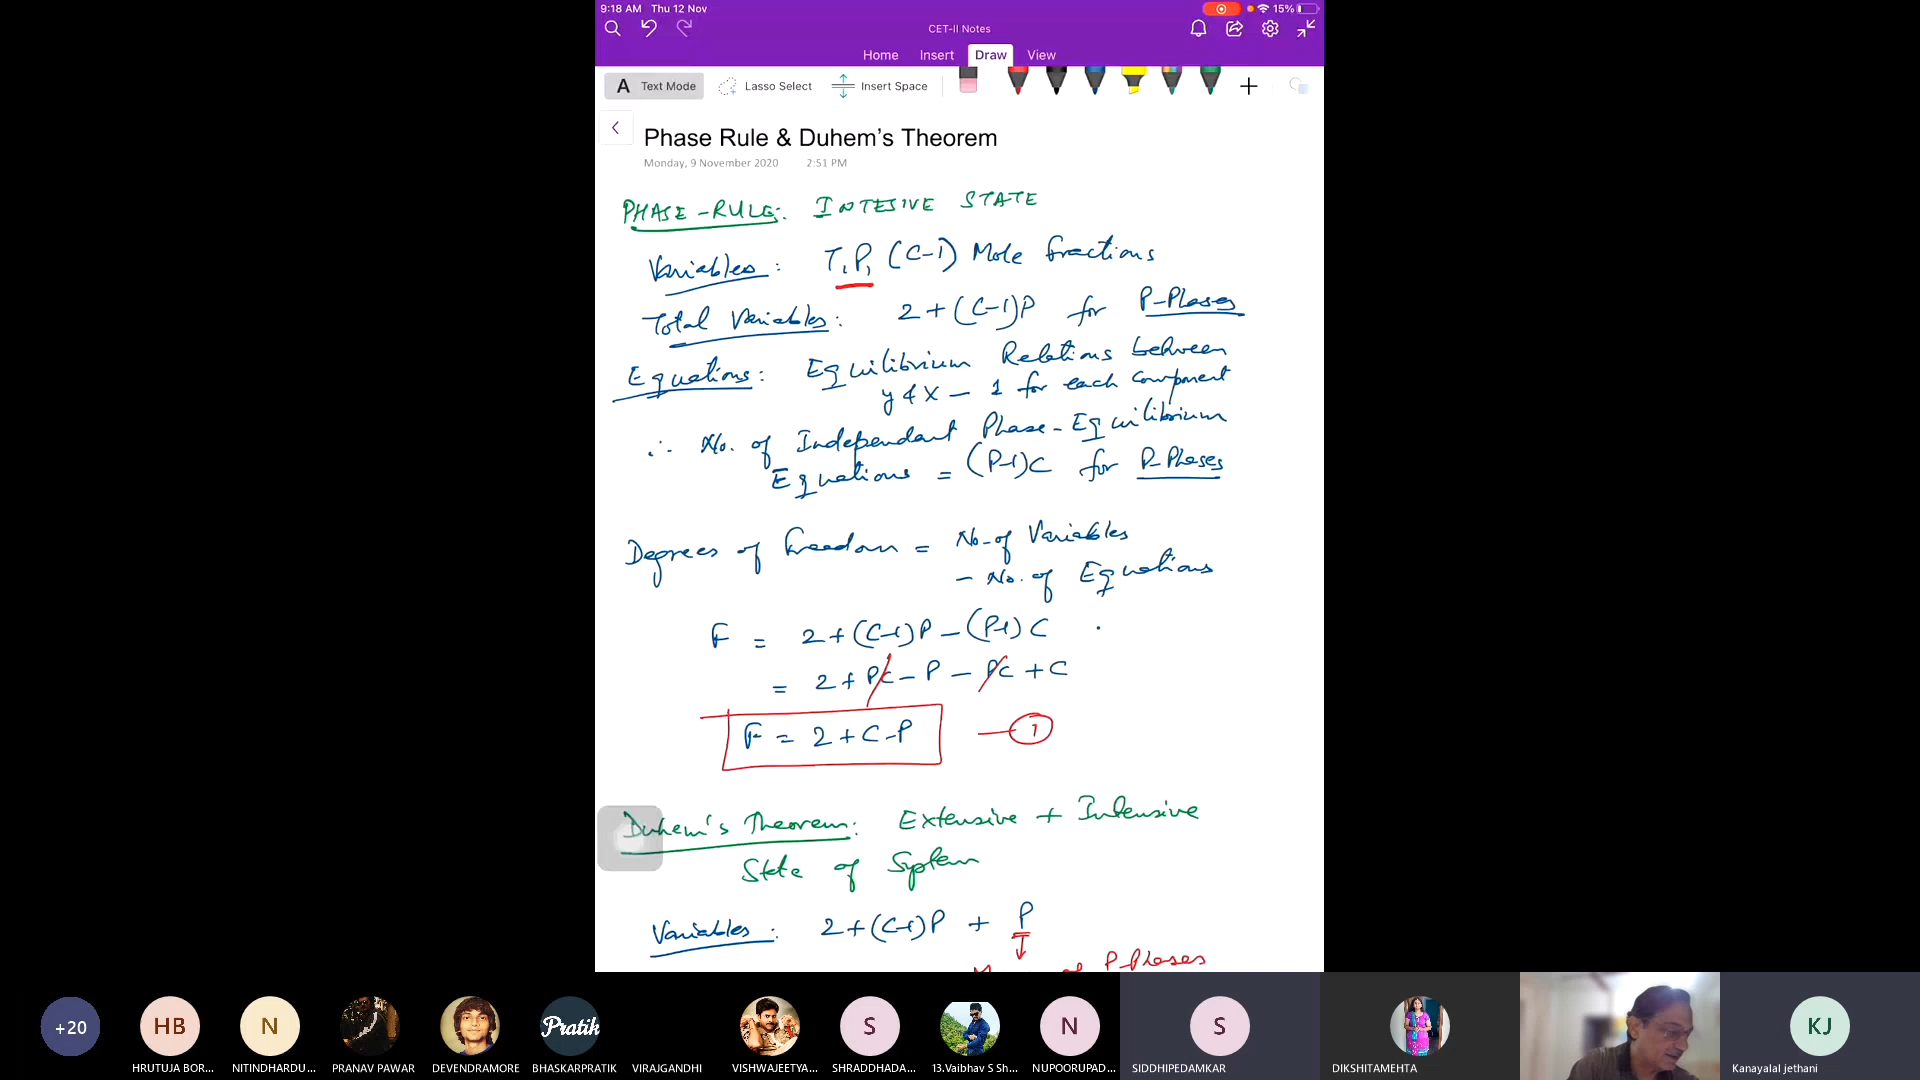 9:18 AM Thu 12 Nov
15%
CET-II Notes
Home Insert Draw View
A Text Mode Lasso Select Insert Space
Phase Rule & Duhem's Theorem
Monday, 9 November 2020 2:51 PM
PHASE-RULE: INTESIVE STATE
Variables: T, P, (C-1) Mole fractions
Total Variables: 2+(C-1)P for P-Phases
Equations: Equilibrium Relations between
y & x - 1 for each component
∴ No. of Independant Phase-Equilibrium
Equations = (P-1)C for P-Phases
Degrees of freedom = No. of Variables
- No. of Equations
F = 2+(C-1)P-(P-1)C
= 2+PC-P-PC+C
F = 2+C-P — 1
Duhem's Theorem: Extensive + Intensive
State of System
Variables: 2+(C-1)P + P
P-Phases
+20
HB
N
Pratik
S
N
S
KJ
HRUTUJA BOR... NITINDHARDU... PRANAV PAWAR DEVENDRAMORE BHASKARPRATIK VIRAJGANDHI VISHWAJEETYA... SHRADDHADA... 13.Vaibhav S Sh... NUPOORUPAD... SIDDHIPEDAMKAR DIKSHITAMEHTA Kanayalal jethani